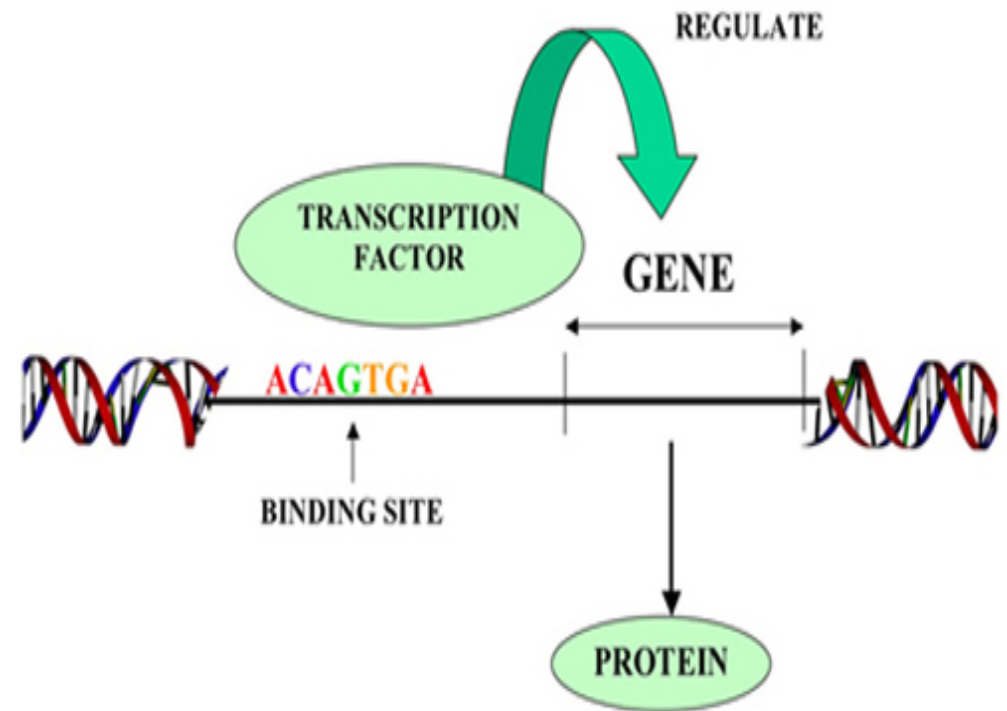 REGULATE
TRANSCRIPTION
FACTOR
GENE
ACAGTGA
BINDING SITE
PROTEIN